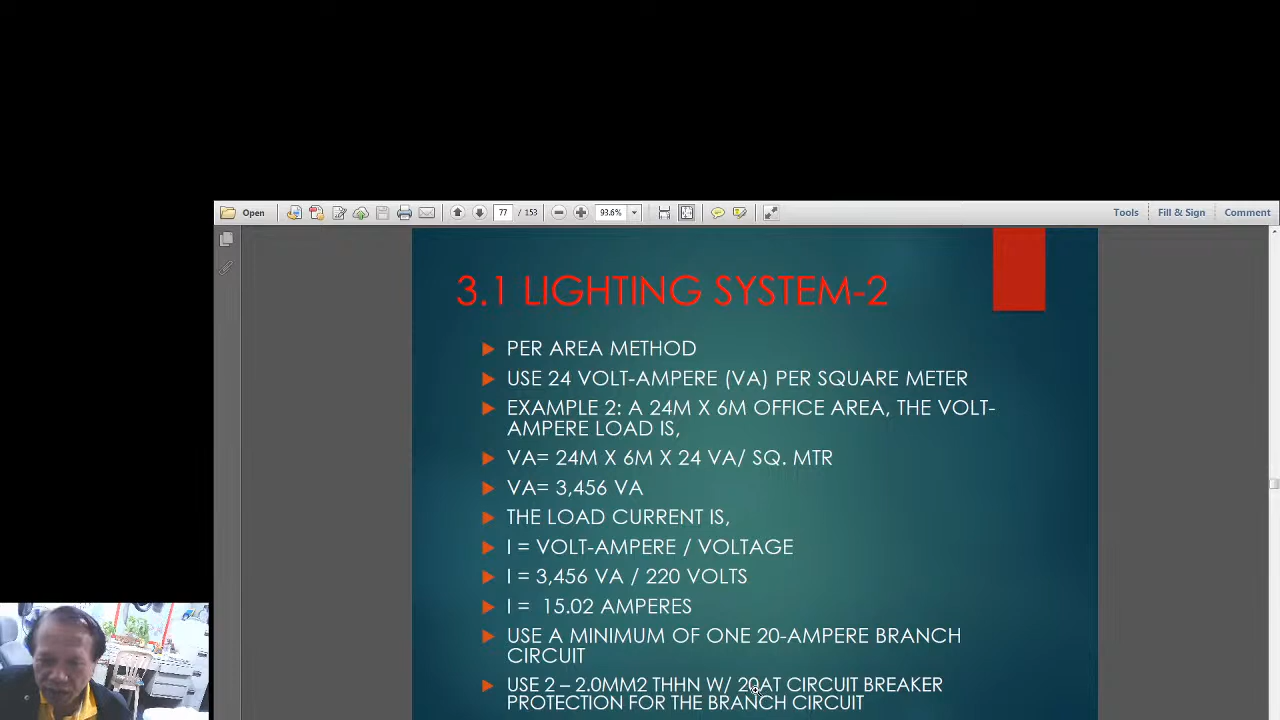 Open
77 / 153
93.6%
Tools
Fill & Sign
Comment
3.1 LIGHTING SYSTEM-2
PER AREA METHOD
USE 24 VOLT-AMPERE (VA) PER SQUARE METER
EXAMPLE 2: A 24M X 6M OFFICE AREA, THE VOLT-
AMPERE LOAD IS,
VA= 24M X 6M X 24 VA/ SQ. MTR
VA= 3,456 VA
THE LOAD CURRENT IS,
I = VOLT-AMPERE / VOLTAGE
I = 3,456 VA / 220 VOLTS
I = 15.02 AMPERES
USE A MINIMUM OF ONE 20-AMPERE BRANCH
CIRCUIT
USE 2 – 2.0MM2 THHN W/ 20AT CIRCUIT BREAKER
PROTECTION FOR THE BRANCH CIRCUIT